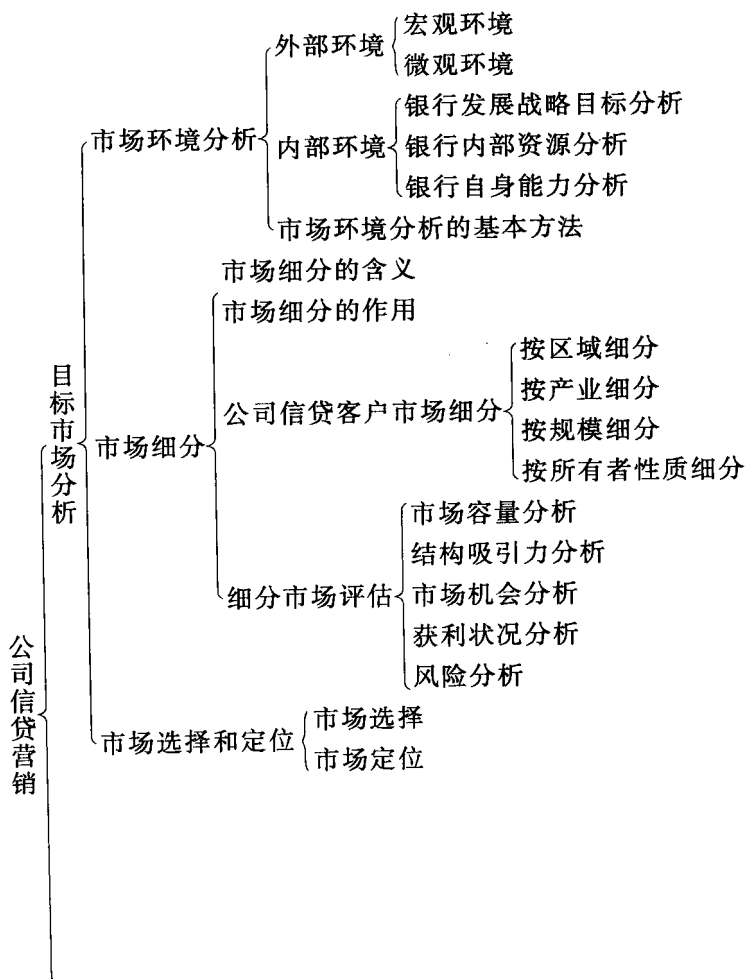 公司信贷营销
目标市场分析
市场环境分析
外部环境
宏观环境
微观环境
内部环境
银行发展战略目标分析
银行内部资源分析
银行自身能力分析
市场环境分析的基本方法
市场细分
市场细分的含义
市场细分的作用
公司信贷客户市场细分
按区域细分
按产业细分
按规模细分
按所有者性质细分
细分市场评估
市场容量分析
结构吸引力分析
市场机会分析
获利状况分析
风险分析
市场选择和定位
市场选择
市场定位